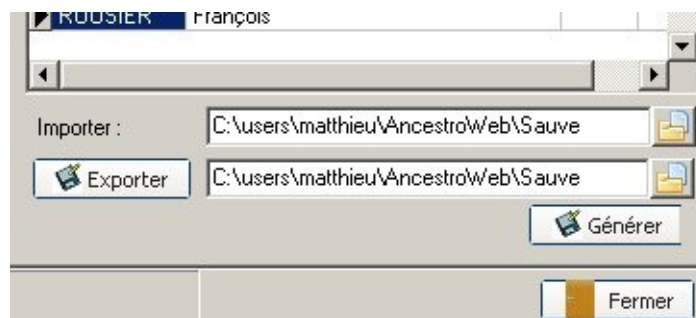 ROUSIER François
Importer : C:\users\matthieu\AncestroWeb\Sauve
Exporter C:\users\matthieu\AncestroWeb\Sauve
Générer
Fermer